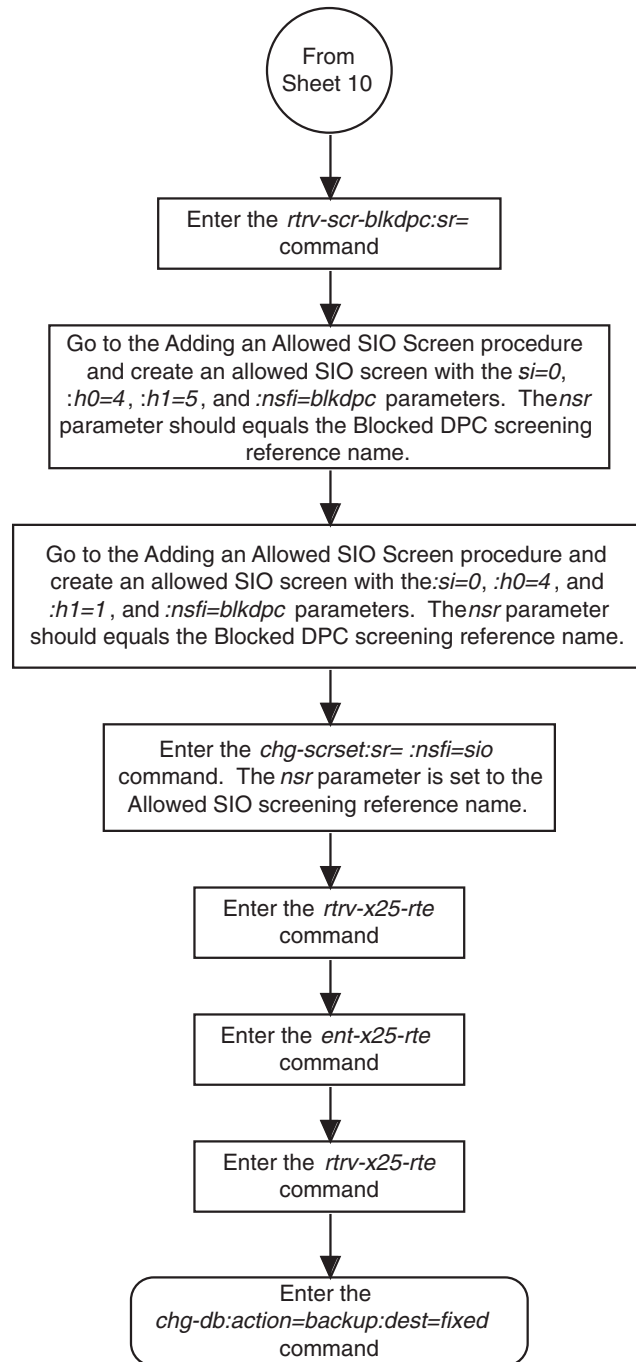 From
Sheet 10
Enter the rtrv-scr-blkdpc:sr=
command
Go to the Adding an Allowed SIO Screen procedure
and create an allowed SIO screen with the si=0,
:h0=4, :h1=5, and :nsfi=blkdpc parameters. The nsr
parameter should equals the Blocked DPC screening
reference name.
Go to the Adding an Allowed SIO Screen procedure and
create an allowed SIO screen with the :si=0, :h0=4, and
:h1=1, and :nsfi=blkdpc parameters. The nsr parameter
should equals the Blocked DPC screening reference name.
Enter the chg-scrset:sr= :nsfi=sio
command. The nsr parameter is set to the
Allowed SIO screening reference name.
Enter the rtrv-x25-rte
command
Enter the ent-x25-rte
command
Enter the rtrv-x25-rte
command
Enter the
chg-db:action=backup:dest=fixed
command